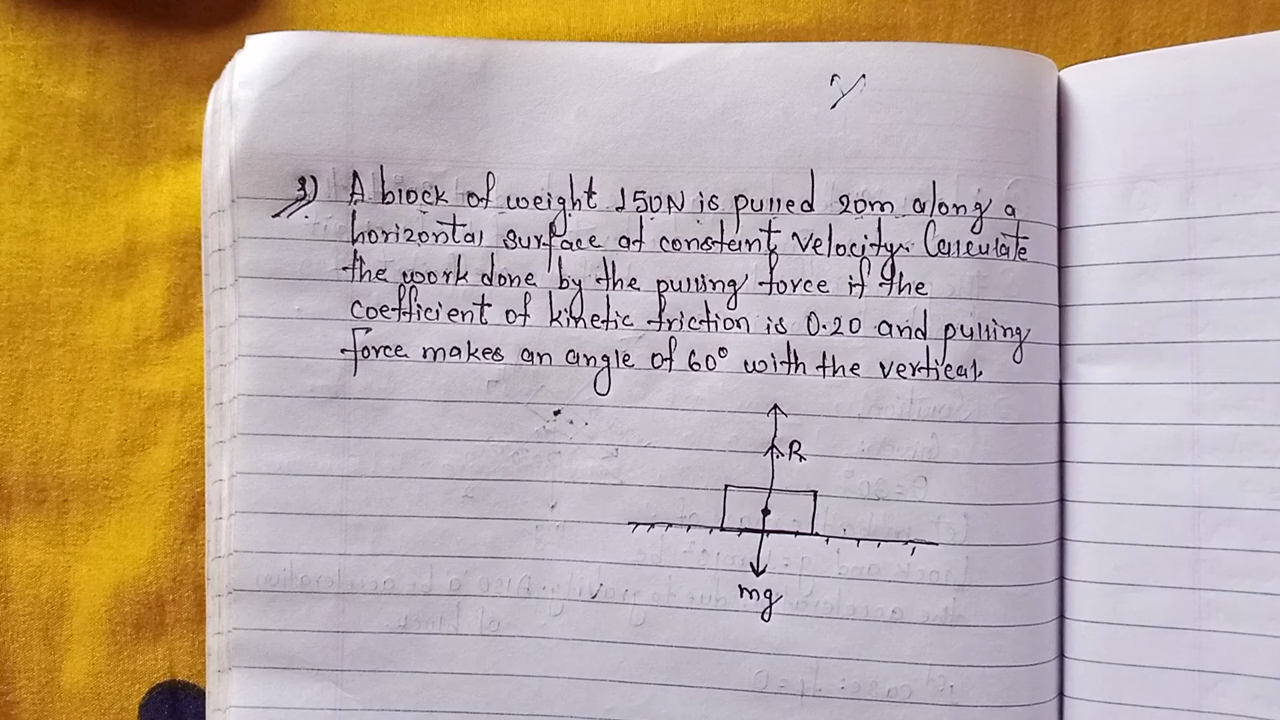 3) A block of weight 150N is pulled 20m along a
horizontal surface at constant velocity. Calculate
the work done by the pulling force if the
coefficient of kinetic friction is 0.20 and pulling
force makes an angle of 60° with the vertical.
R
mg